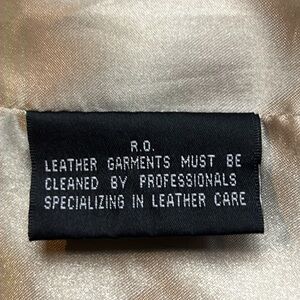 R.O.
LEATHER GARMENTS MUST BE
CLEANED BY PROFESSIONALS
SPECIALIZING IN LEATHER CARE